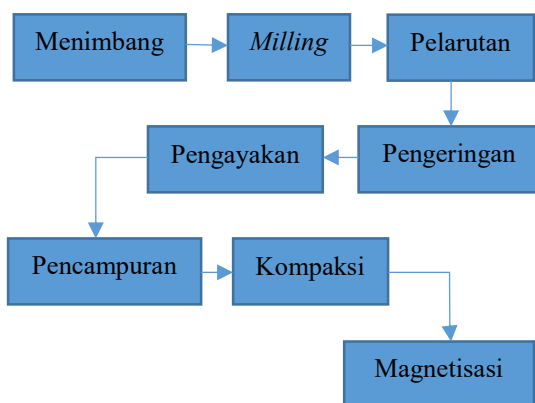 Menimbang
Milling
Pelarutan
Pengeringan
Pengayakan
Pencampuran
Kompaksi
Magnetisasi